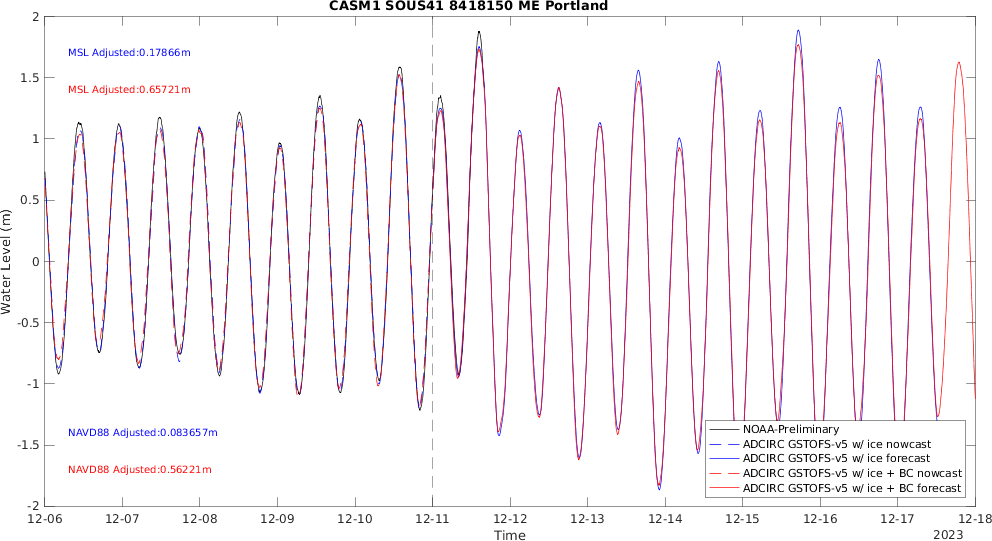 CASM1 SOUS41 8418150 ME Portland
2
1.5
1
0.5
0
-0.5
-1
-1.5
-2
Water Level (m)
MSL Adjusted:0.17866m
MSL Adjusted:0.65721m
NAVD88 Adjusted:0.083657m
NAVD88 Adjusted:0.56221m
NOAA-Preliminary
ADCIRC GSTOFS-v5 w/ ice nowcast
ADCIRC GSTOFS-v5 w/ ice forecast
ADCIRC GSTOFS-v5 w/ ice + BC nowcast
ADCIRC GSTOFS-v5 w/ ice + BC forecast
12-06 12-07 12-08 12-09 12-10 12-11 12-12 12-13 12-14 12-15 12-16 12-17 12-18
Time
2023